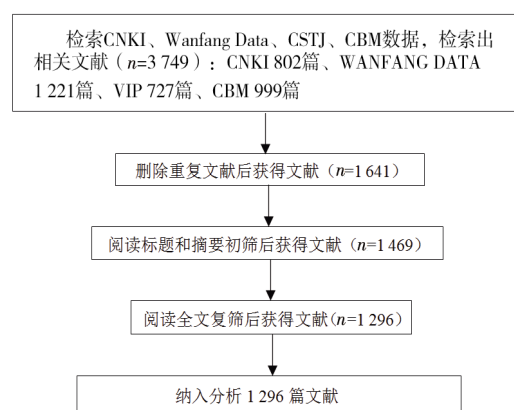 检索CNKI、Wanfang Data、CSTJ、CBM数据，检索出
相关文献（n=3 749）：CNKI 802篇、WANFANG DATA
1 221篇、VIP 727篇、CBM 999篇
删除重复文献后获得文献（n=1 641）
阅读标题和摘要初筛后获得文献（n=1 469）
阅读全文复筛后获得文献(n=1 296）
纳入分析 1 296 篇文献